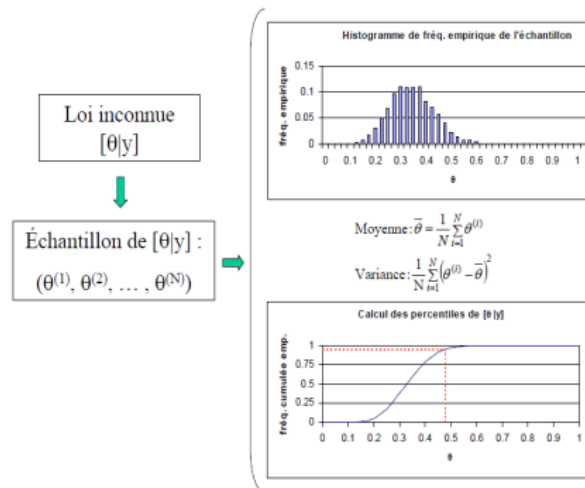 Loi inconnue
[θ|y]
Échantillon de [θ|y] :
(θ(1), θ(2), … , θ(N))
Histogramme de fréq. empirique de l'échantillon
fréq. empirique
0.15
0.1
0.05
0
0 0.1 0.2 0.3 0.4 0.5 0.6 0.7 0.8 0.9 1
θ
Moyenne: θ̅ = 1/N ∑ i=1 N θ(i)
Variance: 1/N ∑ i=1 N (θ(i) − θ̅)²
Calcul des percentiles de [θ|y]
fréq. cumulée emp.
1
0.75
0.5
0.25
0
0 0.1 0.2 0.3 0.4 0.5 0.6 0.7 0.8 0.9 1
θ